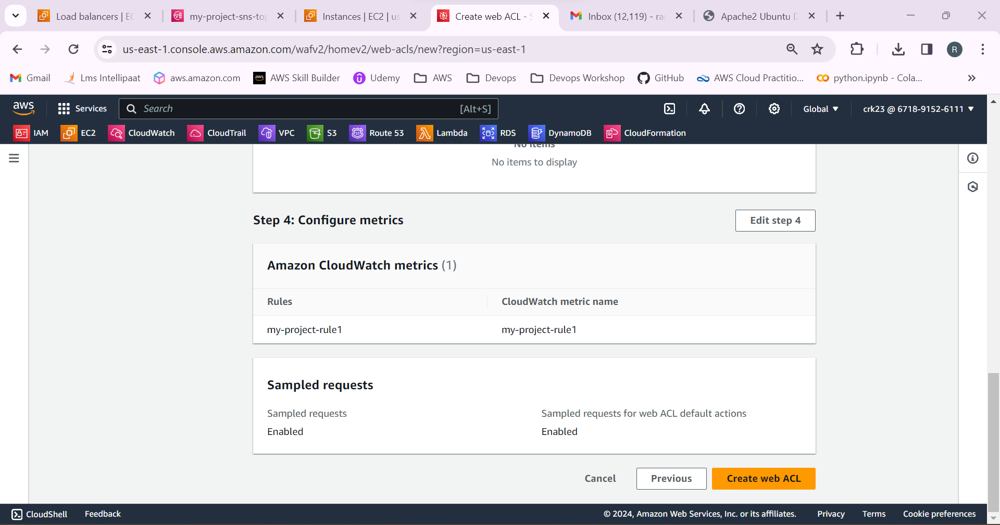 Load balancers | EC
my-project-sns-top
Instances | EC2 | us
Create web ACL - S
Inbox (12,119) - ra
Apache2 Ubuntu D
us-east-1.console.aws.amazon.com/wafv2/homev2/web-acls/new?region=us-east-1
R
Gmail
Lms Intellipaat
aws.amazon.com
aws
AWS Skill Builder
Udemy
AWS
Devops
Devops Workshop
GitHub
AWS Cloud Practitio...
python.ipynb - Cola...
aws
Services
Search
[Alt+S]
Global
crk23 @ 6718-9152-6111
IAM
EC2
CloudWatch
CloudTrail
VPC
S3
Route 53
Lambda
RDS
DynamoDB
CloudFormation
No items
No items to display
Step 4: Configure metrics
Edit step 4
Amazon CloudWatch metrics (1)
Rules
CloudWatch metric name
my-project-rule1
my-project-rule1
Sampled requests
Sampled requests
Sampled requests for web ACL default actions
Enabled
Enabled
Cancel
Previous
Create web ACL
CloudShell
Feedback
© 2024, Amazon Web Services, Inc. or its affiliates.
Privacy
Terms
Cookie preferences